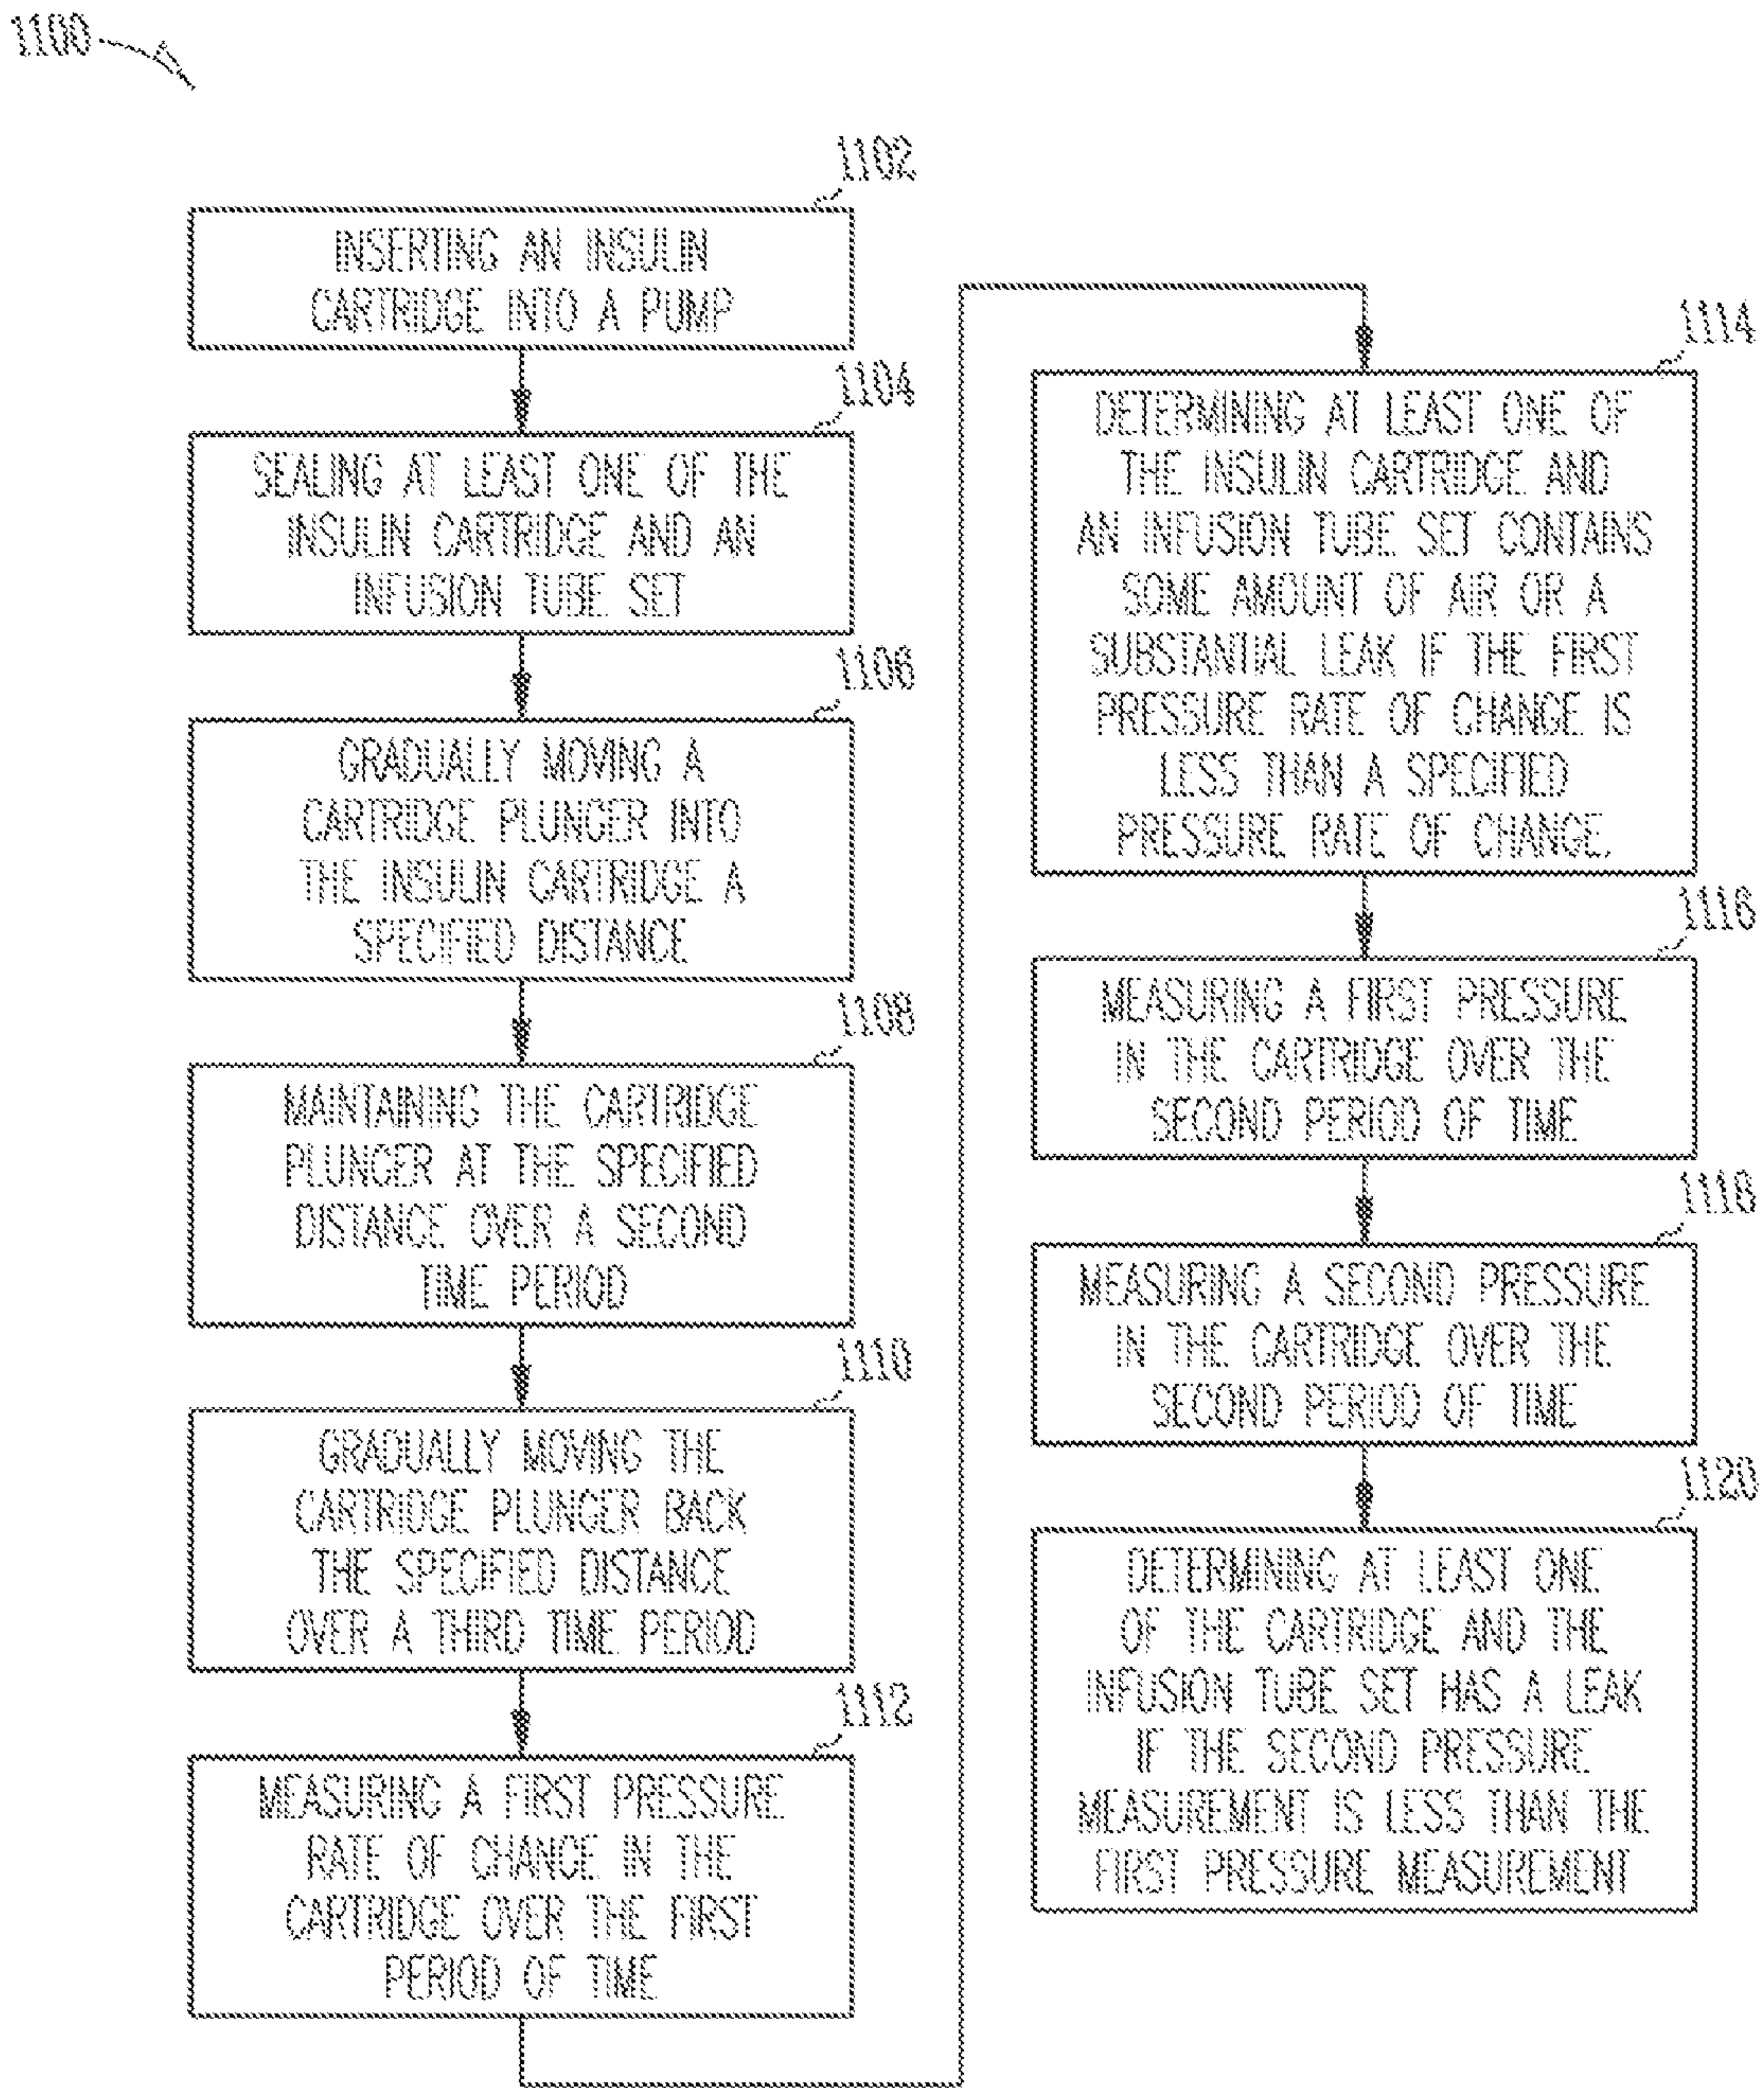 1100
1102
INSERTING AN INSULIN
CARTRIDGE INTO A PUMP
1104
SEALING AT LEAST ONE OF THE
INSULIN CARTRIDGE AND AN
INFUSION TUBE SET
1106
GRADUALLY MOVING A
CARTRIDGE PLUNGER INTO
THE INSULIN CARTRIDGE A
SPECIFIED DISTANCE
1108
MAINTAINING THE CARTRIDGE
PLUNGER AT THE SPECIFIED
DISTANCE OVER A SECOND
TIME PERIOD
1110
GRADUALLY MOVING THE
CARTRIDGE PLUNGER BACK
THE SPECIFIED DISTANCE
OVER A THIRD TIME PERIOD
1112
MEASURING A FIRST PRESSURE
RATE OF CHANGE IN THE
CARTRIDGE OVER THE FIRST
PERIOD OF TIME
1114
DETERMINING AT LEAST ONE OF
THE INSULIN CARTRIDGE AND
AN INFUSION TUBE SET CONTAINS
SOME AMOUNT OF AIR OR A
SUBSTANTIAL LEAK IF THE FIRST
PRESSURE RATE OF CHANGE IS
LESS THAN A SPECIFIED
PRESSURE RATE OF CHANGE.
1116
MEASURING A FIRST PRESSURE
IN THE CARTRIDGE OVER THE
SECOND PERIOD OF TIME
1118
MEASURING A SECOND PRESSURE
IN THE CARTRIDGE OVER THE
SECOND PERIOD OF TIME
1120
DETERMINING AT LEAST ONE
OF THE CARTRIDGE AND THE
INFUSION TUBE SET HAS A LEAK
IF THE SECOND PRESSURE
MEASUREMENT IS LESS THAN THE
FIRST PRESSURE MEASUREMENT